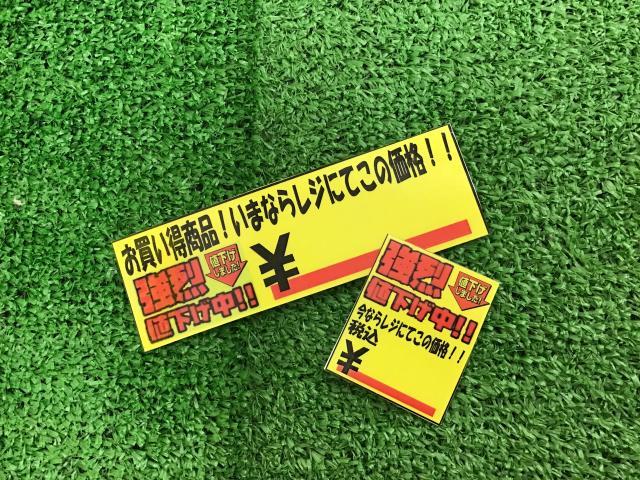 お買い得商品！いまならレジにてこの価格！！
強烈
値下げ
しました!
値下げ中!!
¥
強烈
値下げ
しました!
値下げ中!!
今ならレジにてこの価格！！
税込
¥